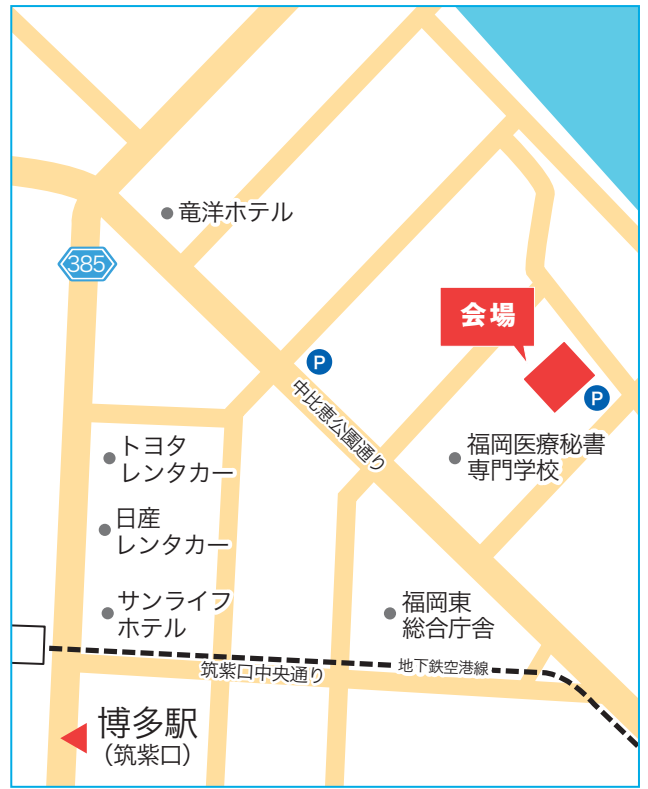 竜洋ホテル
385
会場
P
P
中比恵公園通り
トヨタ
レンタカー
福岡医療秘書
専門学校
日産
レンタカー
サンライフ
ホテル
福岡東
総合庁舎
地下鉄空港線
筑紫口中央通り
博多駅
(筑紫口)